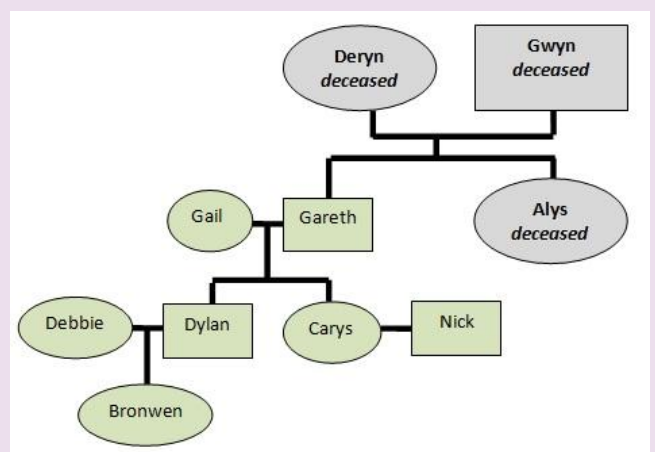 Deryn
deceased
Gwyn
deceased
Gail
Gareth
Alys
deceased
Debbie
Dylan
Carys
Nick
Bronwen